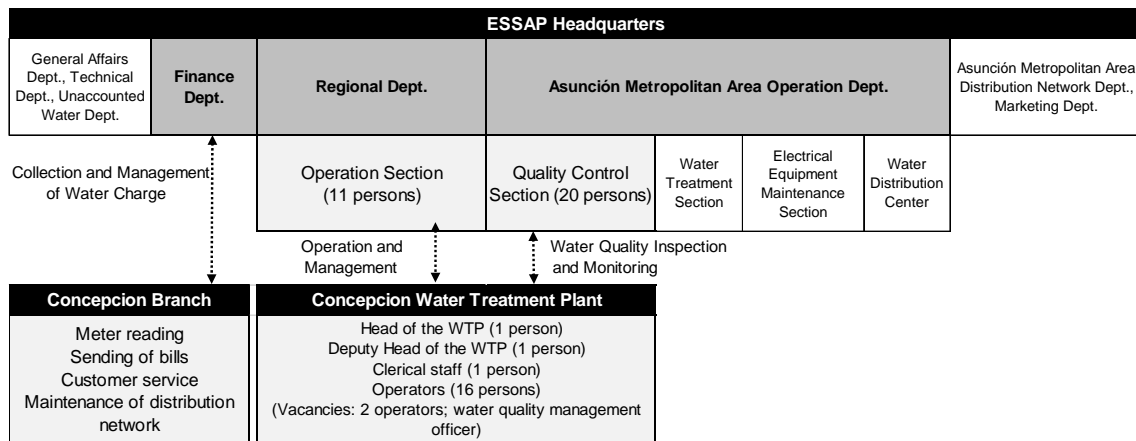 ESSAP Headquarters
General Affairs
Dept., Technical
Dept., Unaccounted
Water Dept.
Finance
Dept.
Regional Dept.
Asunción Metropolitan Area Operation Dept.
Asunción Metropolitan Area
Distribution Network Dept.,
Marketing Dept.
Collection and Management
of Water Charge
Operation Section
(11 persons)
Quality Control
Section (20 persons)
Water
Treatment
Section
Electrical
Equipment
Maintenance
Section
Water
Distribution
Center
Operation and
Management
Water Quality Inspection
and Monitoring
Concepcion Branch
Meter reading
Sending of bills
Customer service
Maintenance of distribution
network
Concepcion Water Treatment Plant
Head of the WTP (1 person)
Deputy Head of the WTP (1 person)
Clerical staff (1 person)
Operators (16 persons)
(Vacancies: 2 operators; water quality management
officer)